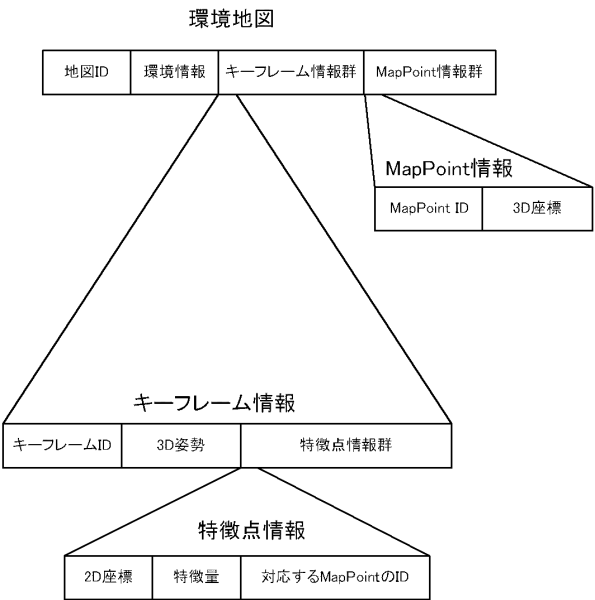 環境地図
地図ID 環境情報 キーフレーム情報群 MapPoint情報群
MapPoint情報
MapPoint ID 3D座標
キーフレーム情報
キーフレームID 3D姿勢 特徴点情報群
特徴点情報
2D座標 特徴量 対応するMapPointのID